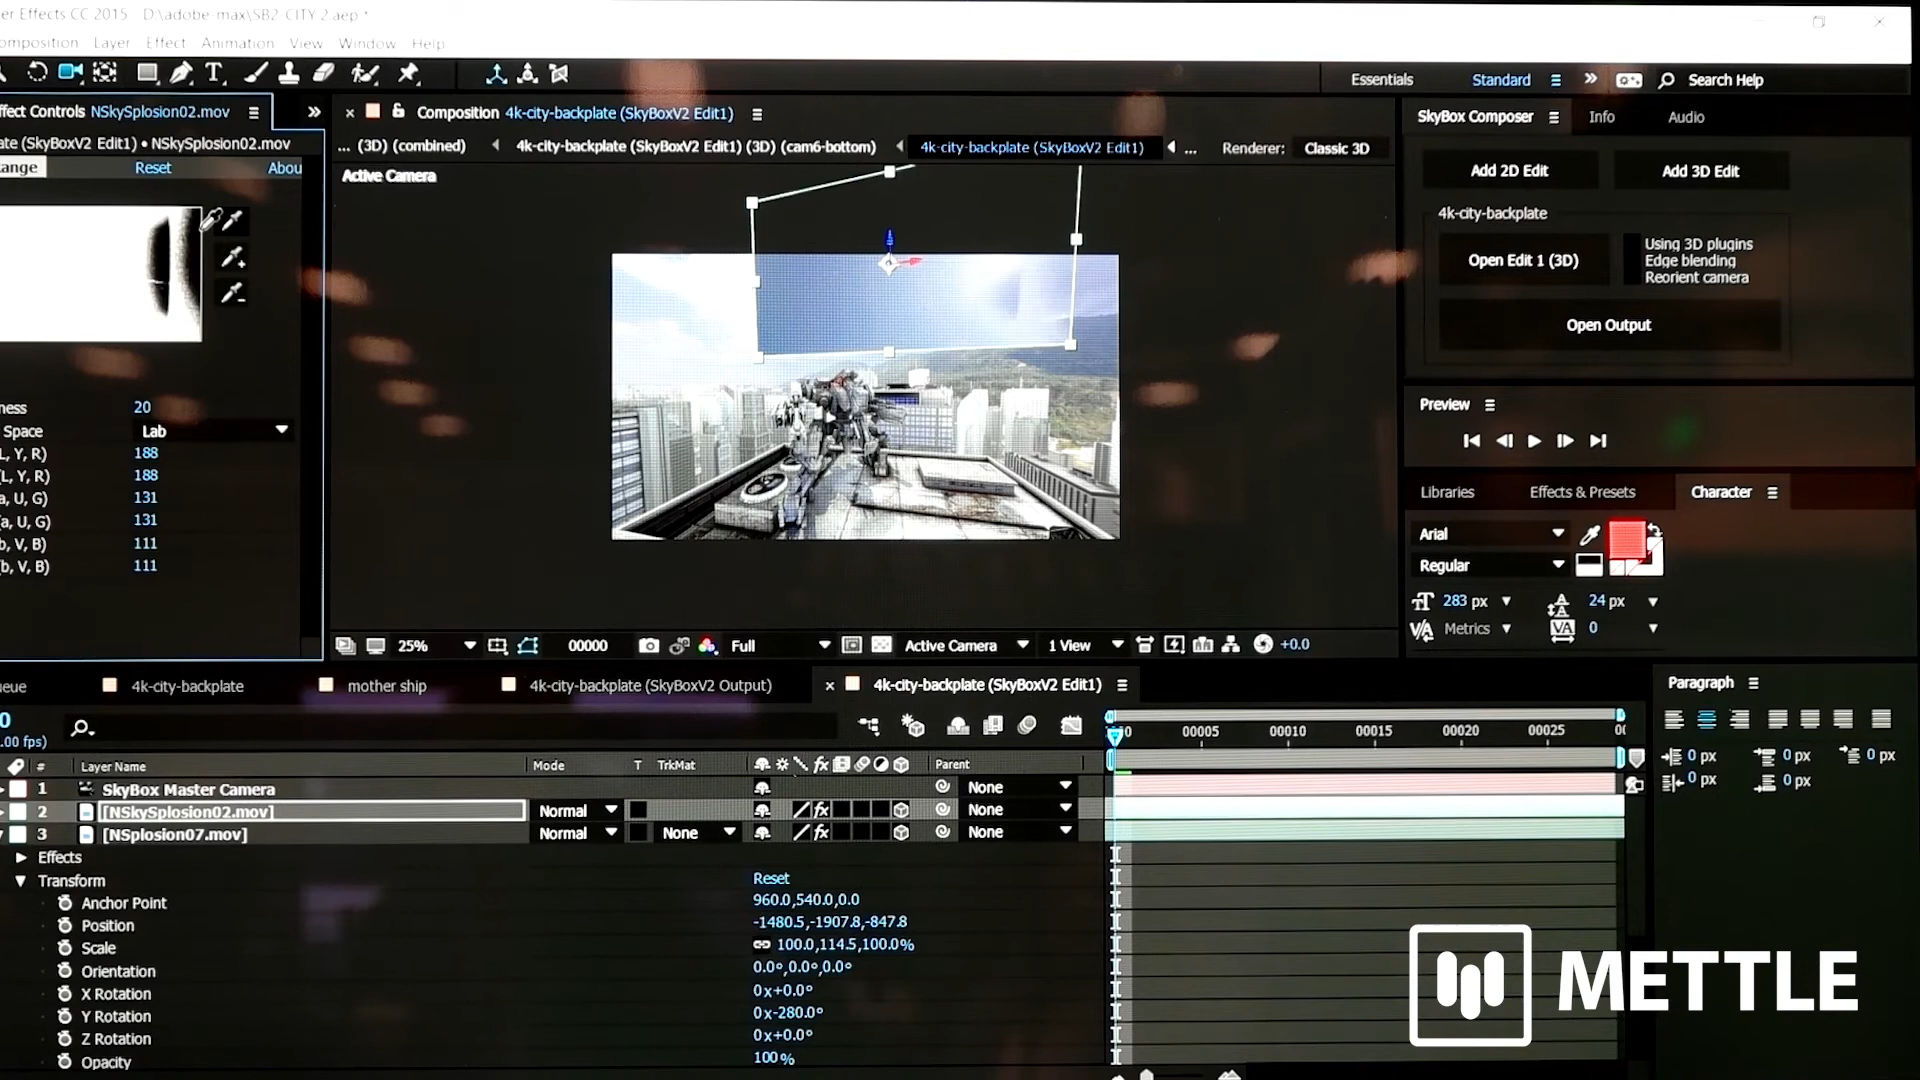 er Effects CC 2015 D:\adobe-max\SB2-CITY 2.aep *
omposition Layer Effect Animation View Window Help
Essentials Standard Search Help
ffect Controls NSkySplosion02.mov
Composition 4k-city-backplate (SkyBoxV2 Edit1)
SkyBox Composer Info Audio
ate (SkyBoxV2 Edit1) • NSkySplosion02.mov
... (3D) (combined) 4k-city-backplate (SkyBoxV2 Edit1) (3D) (cam6-bottom) 4k-city-backplate (SkyBoxV2 Edit1) ... Renderer: Classic 3D
ange Reset Abou
Active Camera
Add 2D Edit Add 3D Edit
4k-city-backplate
Open Edit 1 (3D)
Using 3D plugins
Edge blending
Reorient camera
Open Output
Preview
ness 20
Space Lab
L, Y, R) 188
(L, Y, R) 188
a, U, G) 131
(a, U, G) 131
b, V, B) 111
(b, V, B) 111
Libraries Effects & Presets Character
Arial
Regular
283 px 24 px
Metrics 0
25% 00000 Full Active Camera 1 View +0.0
eue 4k-city-backplate mother ship 4k-city-backplate (SkyBoxV2 Output) × 4k-city-backplate (SkyBoxV2 Edit1)
Paragraph
0
.00 fps)
00005 00010 00015 00020 00025
0 px 0 px 0 px
0 px 0 px
# Layer Name Mode T TrkMat fx Parent
1 SkyBox Master Camera None
2 [NSkySplosion02.mov] Normal fx None
3 [NSplosion07.mov] Normal None fx None
Effects
Transform Reset
Anchor Point 960.0,540.0,0.0
Position -1480.5,-1907.8,-847.8
Scale 100.0,114.5,100.0%
Orientation 0.0°,0.0°,0.0°
X Rotation 0x+0.0°
Y Rotation 0x-280.0°
Z Rotation 0x+0.0°
Opacity 100%
METTLE